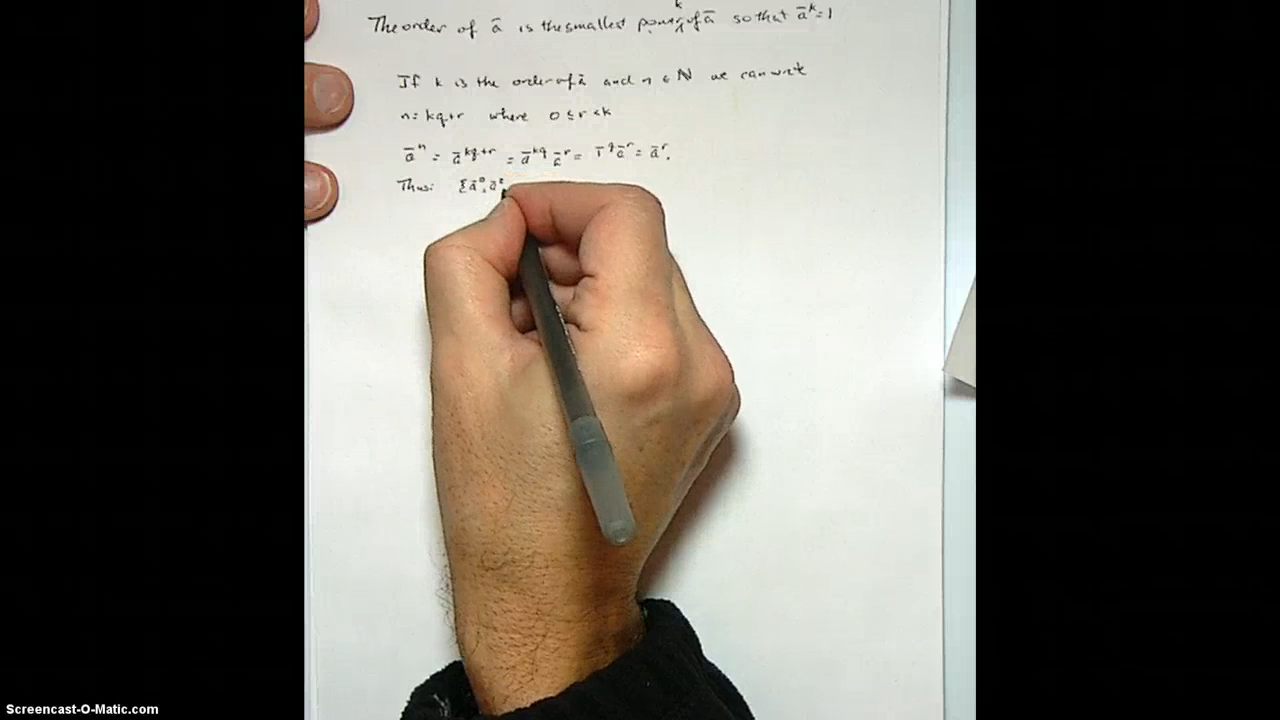 The order of ā is the smallest power k of ā so that ā^k = 1
If k is the order of ā and n ∈ ℕ we can write
n = kq+r where 0 ≤ r < k
ā^n = ā^{kq+r} = ā^{kq} ā^r = 1̄^q ā^r = ā^r.
Thus: {ā^0, ā
Screencast-O-Matic.com